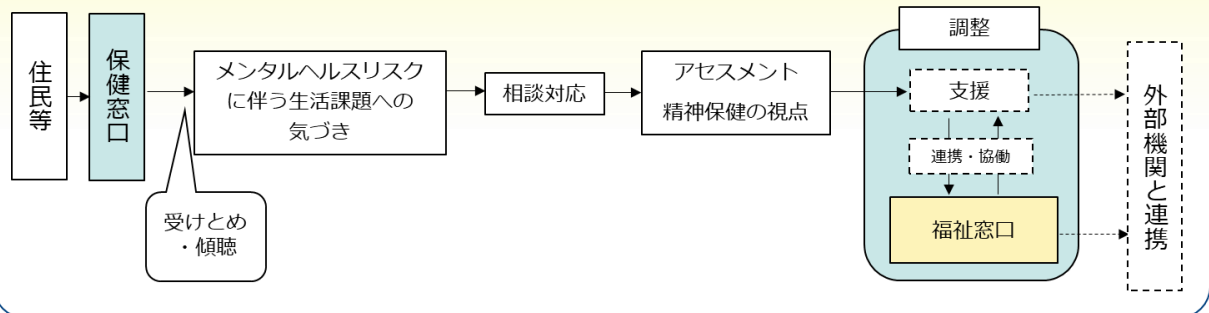 住民等
保健窓口
メンタルヘルスリスク
に伴う生活課題への
気づき
受けとめ
・傾聴
相談対応
アセスメント
精神保健の視点
調整
支援
連携・協働
福祉窓口
外部機関と連携